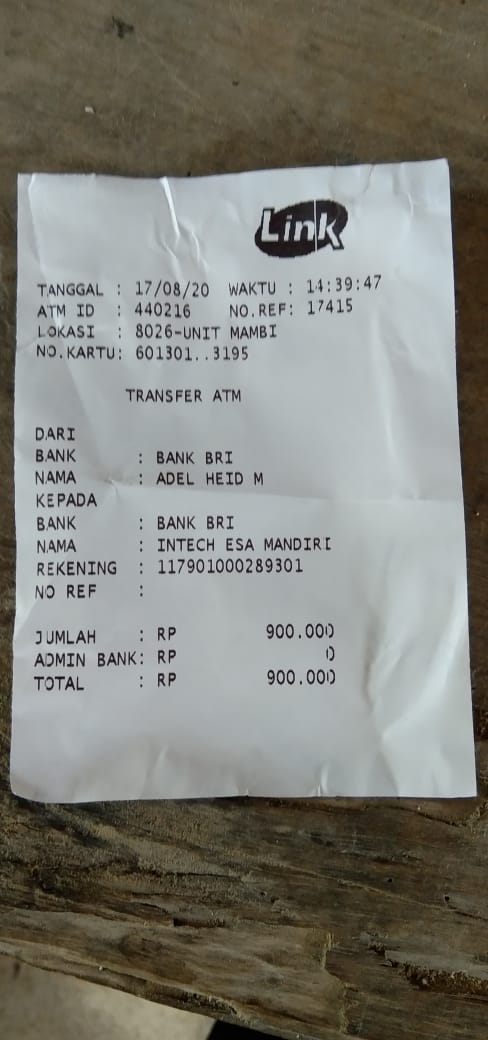 Link
TANGGAL : 17/08/20 WAKTU : 14:39:47
ATM ID : 440216 NO.REF: 17415
LOKASI : 8026-UNIT MAMBI
NO.KARTU: 601301..3195
TRANSFER ATM
DARI
BANK : BANK BRI
NAMA : ADEL HEID M
KEPADA
BANK : BANK BRI
NAMA : INTECH ESA MANDIRI
REKENING : 117901000289301
NO REF :
JUMLAH : RP 900.000
ADMIN BANK: RP 0
TOTAL : RP 900.000